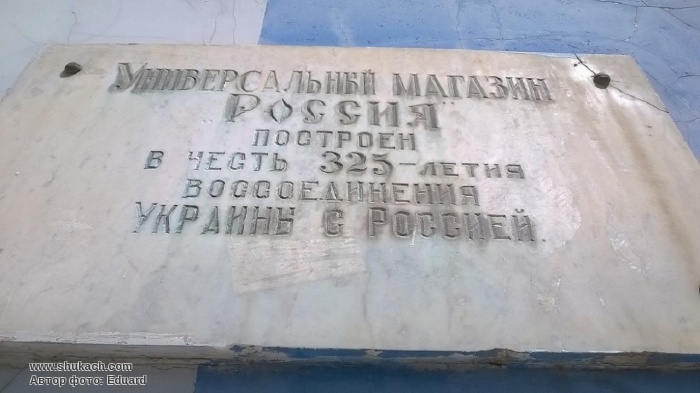 Универсальный магазин
"Россия"
построен
в честь 325-летия
воссоединения
Украины с Россией.
www.shukach.com
Автор фото: Eduard